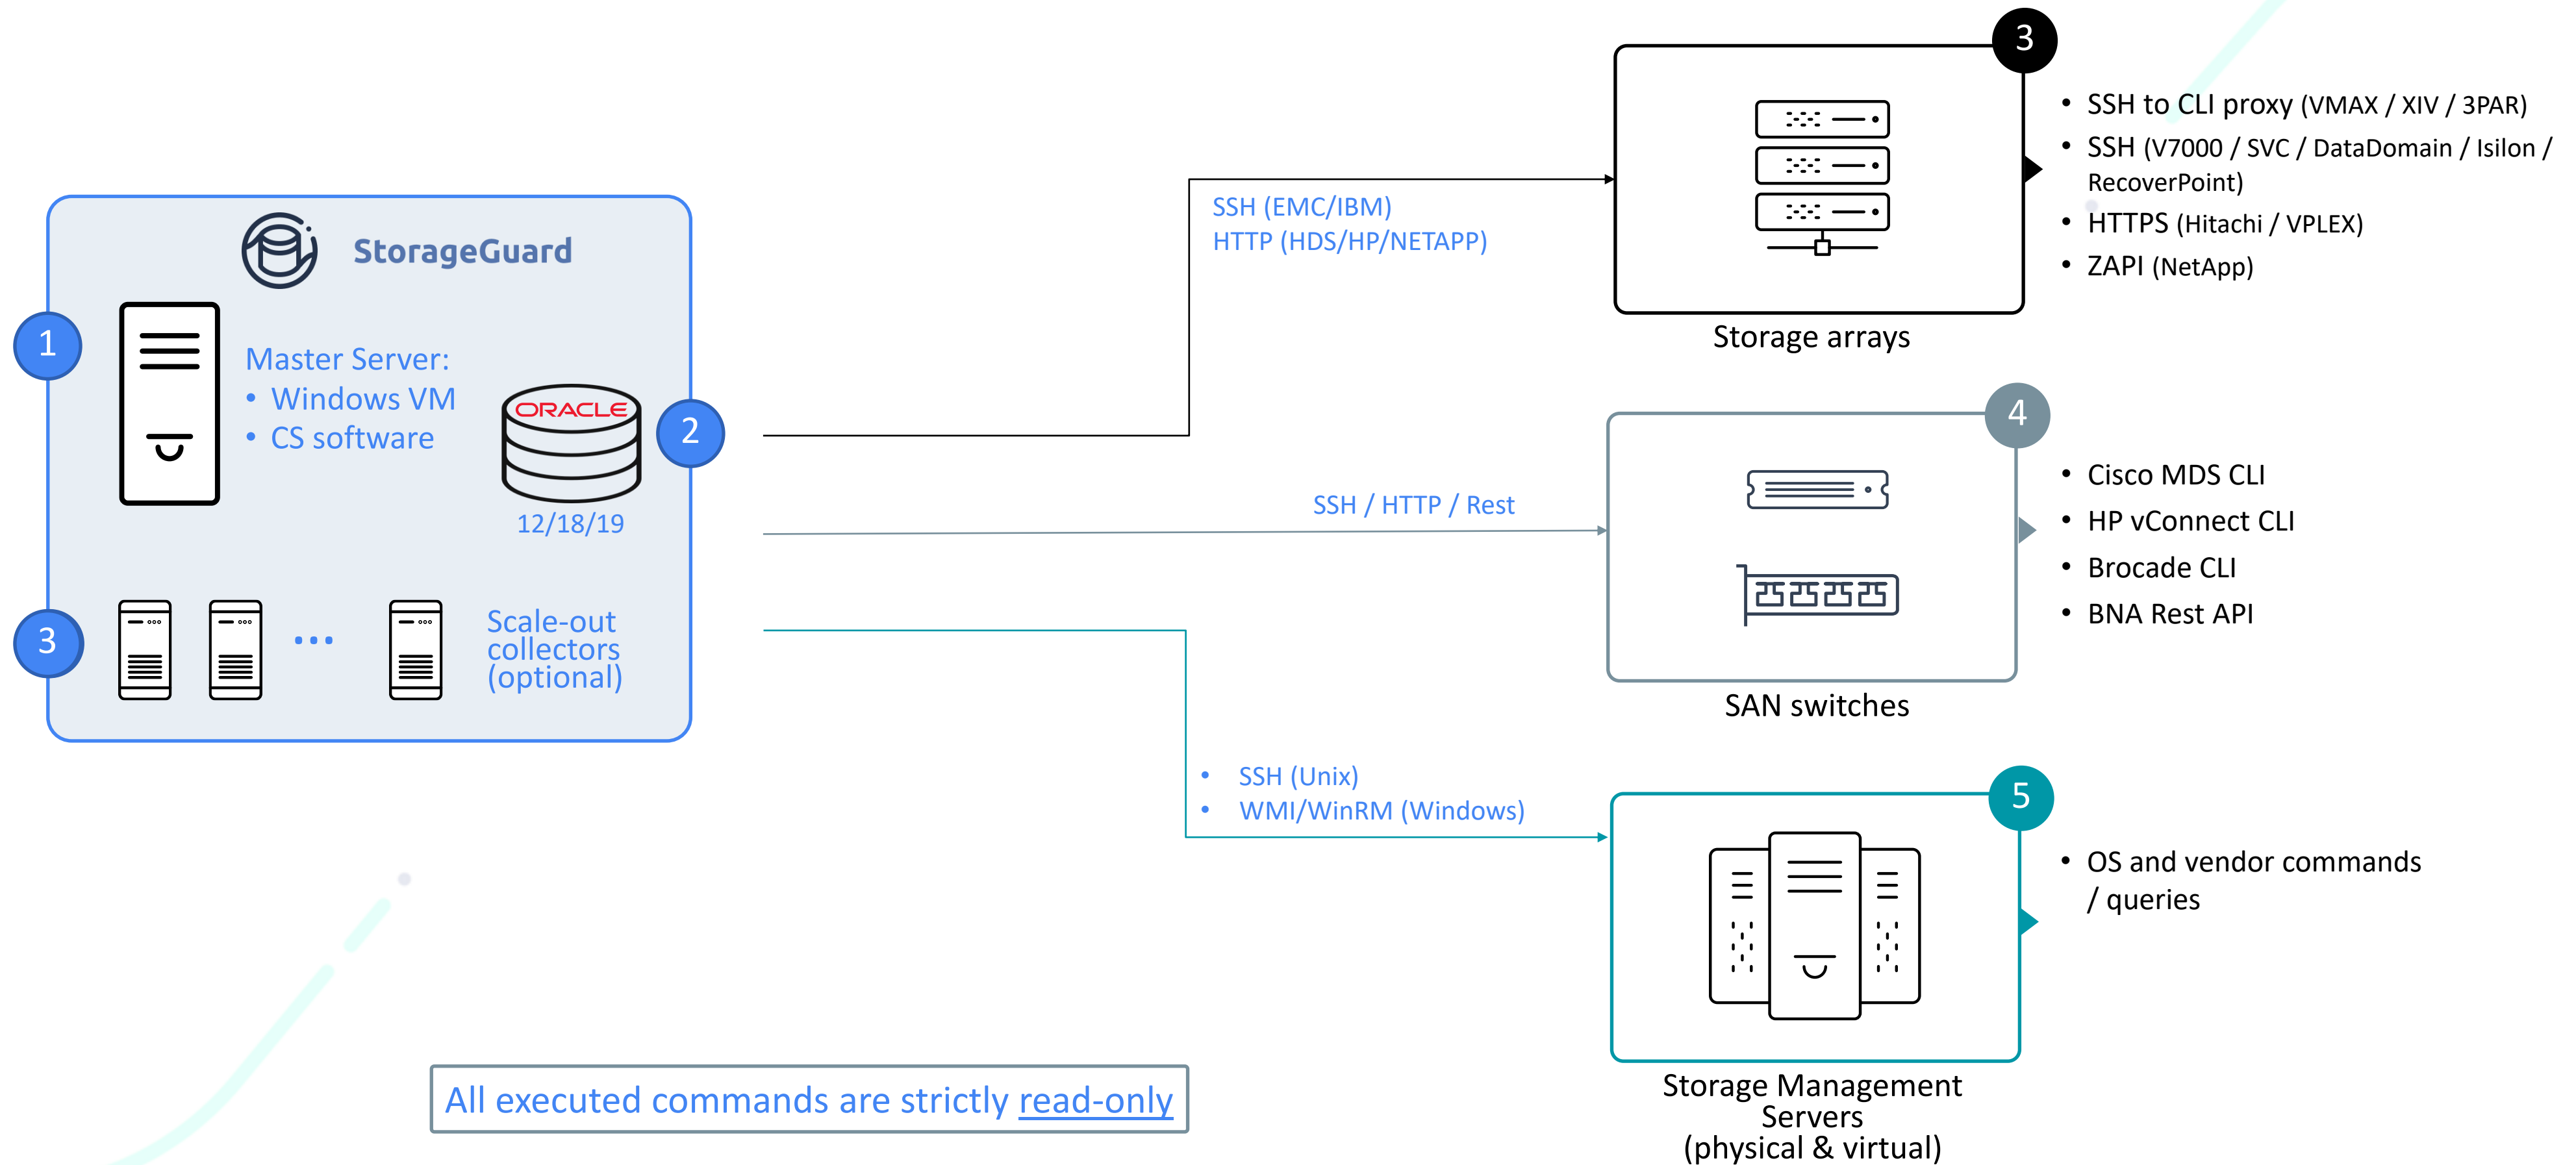 StorageGuard
1
Master Server:
• Windows VM
• CS software
ORACLE
12/18/19
2
3
...
Scale-out
collectors
(optional)
SSH (EMC/IBM)
HTTP (HDS/HP/NETAPP)
3
Storage arrays
• SSH to CLI proxy (VMAX / XIV / 3PAR)
• SSH (V7000 / SVC / DataDomain / Isilon /
RecoverPoint)
• HTTPS (Hitachi / VPLEX)
• ZAPI (NetApp)
SSH / HTTP / Rest
4
SAN switches
• Cisco MDS CLI
• HP vConnect CLI
• Brocade CLI
• BNA Rest API
• SSH (Unix)
• WMI/WinRM (Windows)
5
Storage Management
Servers
(physical & virtual)
• OS and vendor commands
/ queries
All executed commands are strictly read-only